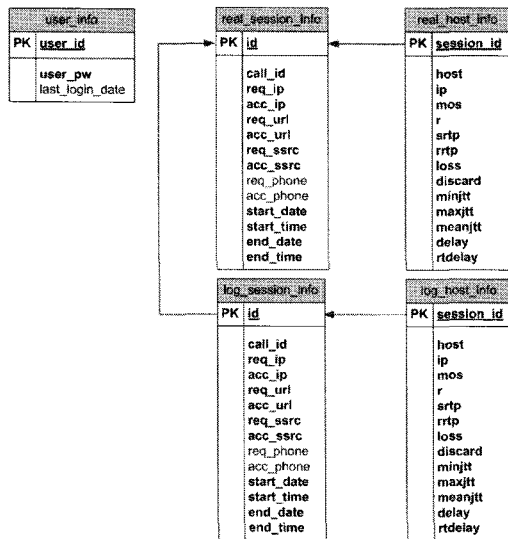 user_info
PK user_id
user_pw
last_login_date
real_session_info
PK id
call_id
req_ip
acc_ip
req_url
acc_url
req_ssrc
acc_ssrc
req_phone
acc_phone
start_date
start_time
end_date
end_time
real_host_info
PK session_id
host
ip
mos
r
srtp
rrtp
loss
discard
minjtt
maxjtt
meanjtt
delay
rtdelay
log_session_info
PK id
call_id
req_ip
acc_ip
req_url
acc_url
req_ssrc
acc_ssrc
req_phone
acc_phone
start_date
start_time
end_date
end_time
log_host_info
PK session_id
host
ip
mos
r
srtp
rrtp
loss
discard
minjtt
maxjtt
meanjtt
delay
rtdelay